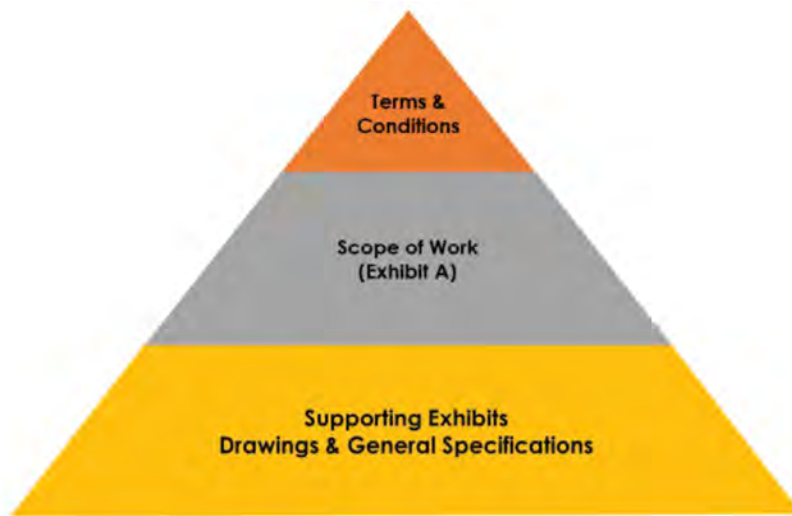 Terms &
Conditions
Scope of Work
(Exhibit A)
Supporting Exhibits
Drawings & General Specifications